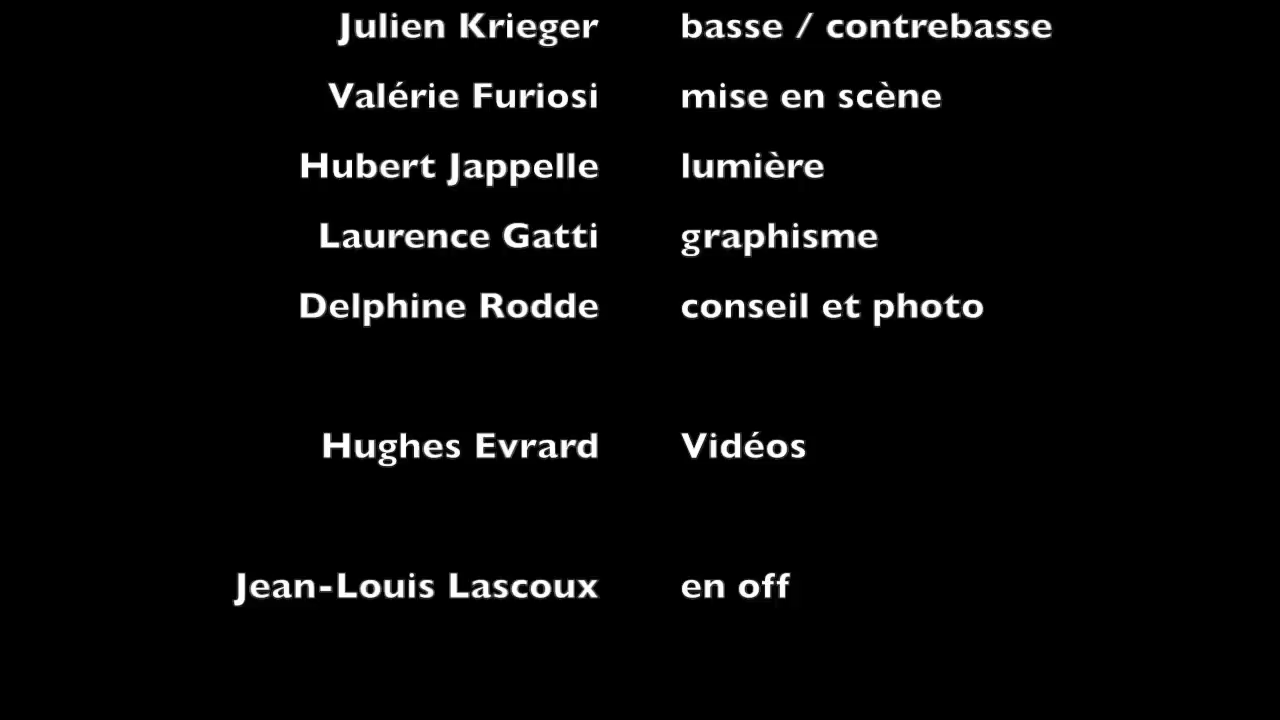 Julien Krieger basse / contrebasse
Valérie Furiosi mise en scène
Hubert Jappelle lumière
Laurence Gatti graphisme
Delphine Rodde conseil et photo
Hughes Evrard Vidéos
Jean-Louis Lascoux en off